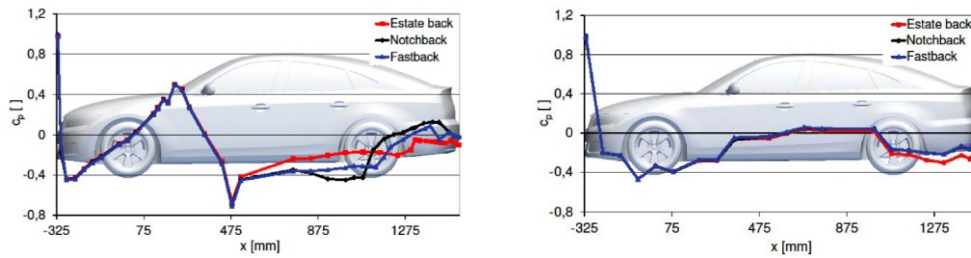 1,2
0,8
0,4
0
-0,4
-0,8
cp [ ]
Estate back
Notchback
Fastback
-325 75 475 875 1275
x [mm]
1,2
0,8
0,4
0
-0,4
-0,8
cp [ ]
Estate back
Notchback
Fastback
-325 75 475 875 1275
x [mm]